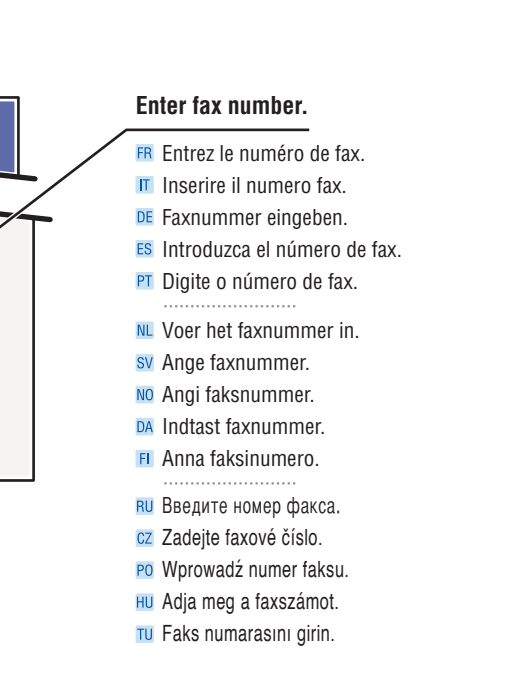 Enter fax number.
FR Entrez le numéro de fax.
IT Inserire il numero fax.
DE Faxnummer eingeben.
ES Introduzca el número de fax.
PT Digite o número de fax.
NL Voer het faxnummer in.
SV Ange faxnummer.
NO Angi faksnummer.
DA Indtast faxnummer.
FI Anna faksinumero.
RU Введите номер факса.
CZ Zadejte faxové číslo.
PO Wprowadź numer faksu.
HU Adja meg a faxszámot.
TU Faks numarasını girin.